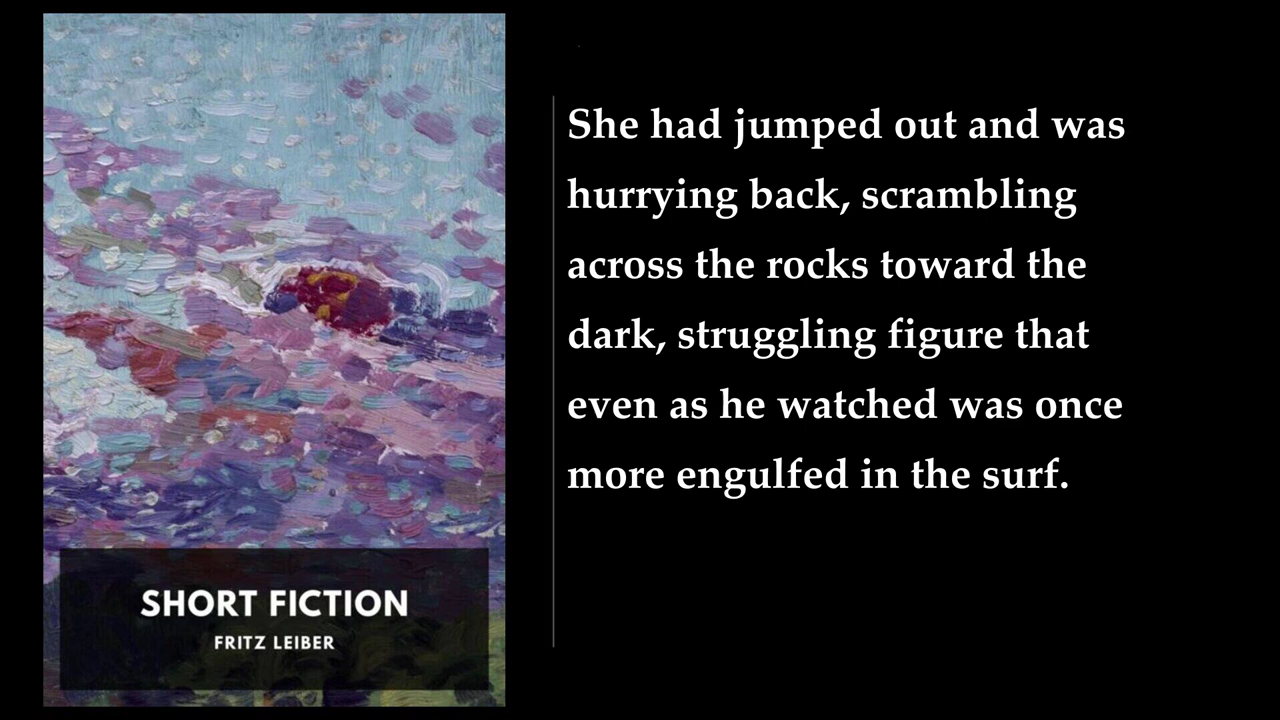 She had jumped out and was
hurrying back, scrambling
across the rocks toward the
dark, struggling figure that
even as he watched was once
more engulfed in the surf.
SHORT FICTION
FRITZ LEIBER